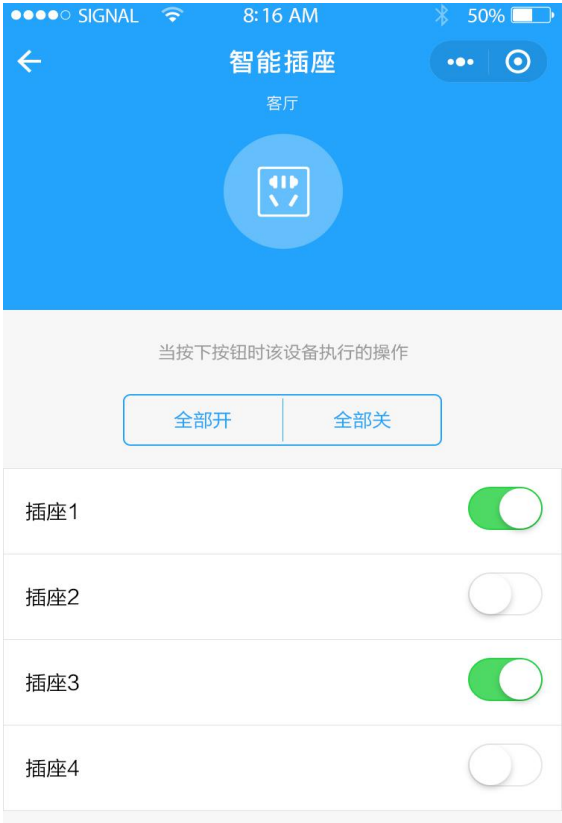 SIGNAL 8:16 AM 50%
智能插座
客厅
当按下按钮时该设备执行的操作
全部开 全部关
插座1
插座2
插座3
插座4